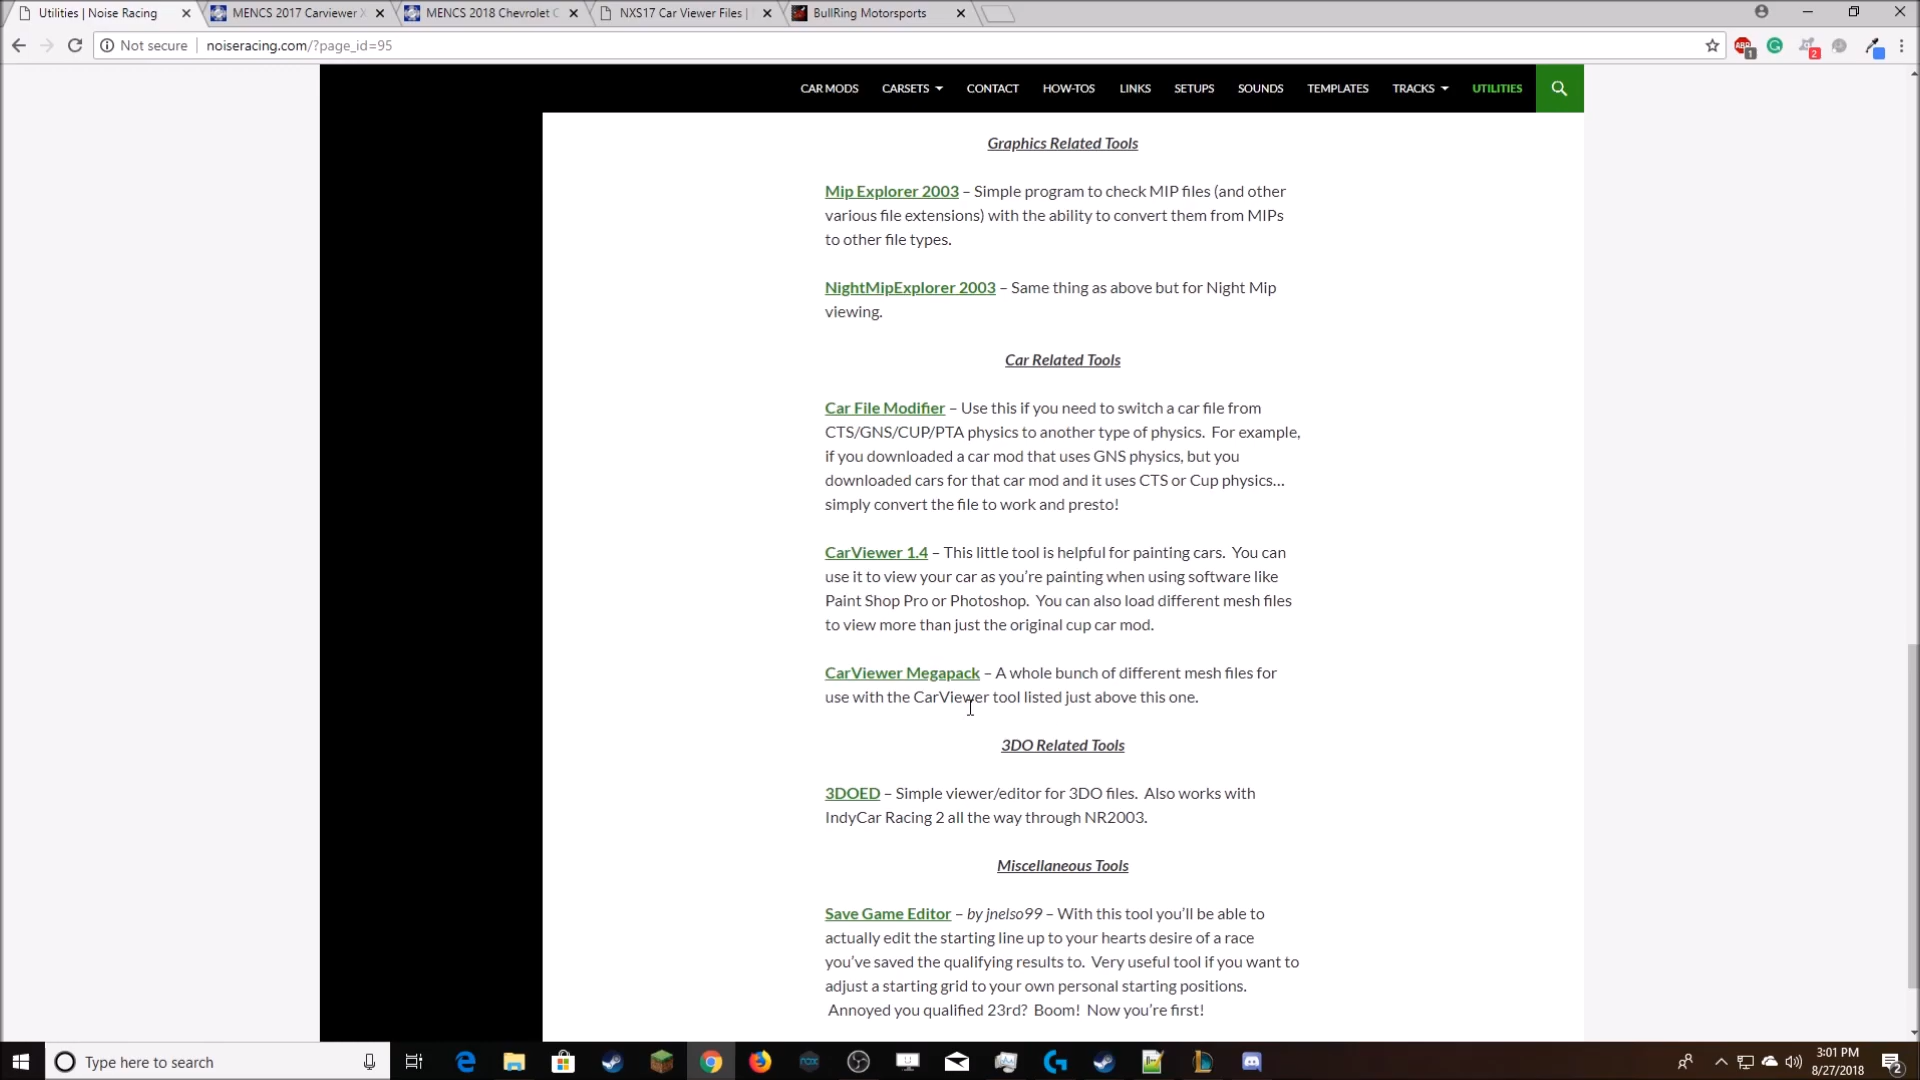 Utilities | Noise Racing
MENCS 2017 Carviewer X
MENCS 2018 Chevrolet C
NXS17 Car Viewer Files |
BullRing Motorsports
Not secure
noiseracing.com/?page_id=95
ABP
1
2
CAR MODS
CARSETS
CONTACT
HOW-TOS
LINKS
SETUPS
SOUNDS
TEMPLATES
TRACKS
UTILITIES
Graphics Related Tools
Mip Explorer 2003 – Simple program to check MIP files (and other
various file extensions) with the ability to convert them from MIPs
to other file types.
NightMipExplorer 2003 – Same thing as above but for Night Mip
viewing.
Car Related Tools
Car File Modifier – Use this if you need to switch a car file from
CTS/GNS/CUP/PTA physics to another type of physics.  For example,
if you downloaded a car mod that uses GNS physics, but you
downloaded cars for that car mod and it uses CTS or Cup physics…
simply convert the file to work and presto!
CarViewer 1.4 – This little tool is helpful for painting cars.  You can
use it to view your car as you’re painting when using software like
Paint Shop Pro or Photoshop.  You can also load different mesh files
to view more than just the original cup car mod.
CarViewer Megapack – A whole bunch of different mesh files for
use with the CarViewer tool listed just above this one.
3DO Related Tools
3DOED – Simple viewer/editor for 3DO files.  Also works with
IndyCar Racing 2 all the way through NR2003.
Miscellaneous Tools
Save Game Editor – by jnelso99 – With this tool you’ll be able to
actually edit the starting line up to your hearts desire of a race
you’ve saved the qualifying results to.  Very useful tool if you want to
adjust a starting grid to your own personal starting positions.
Annoyed you qualified 23rd?  Boom!  Now you’re first!
Type here to search
3:01 PM
8/27/2018
2